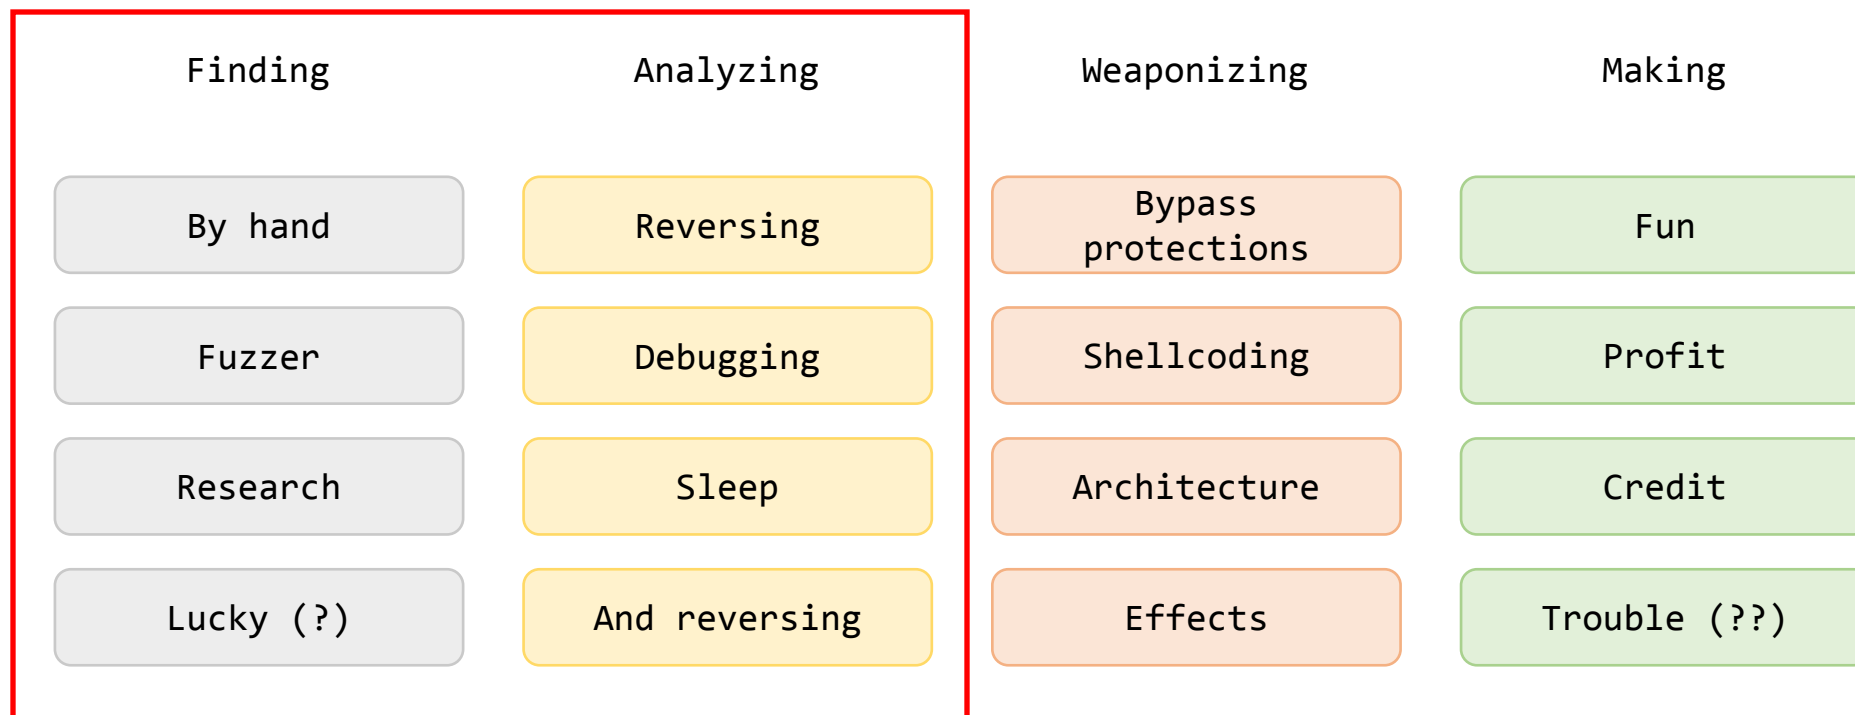 Finding
Analyzing
Weaponizing
Making
By hand
Reversing
Bypass
protections
Fun
Fuzzer
Debugging
Shellcoding
Profit
Research
Sleep
Architecture
Credit
Lucky (?)
And reversing
Effects
Trouble (??)